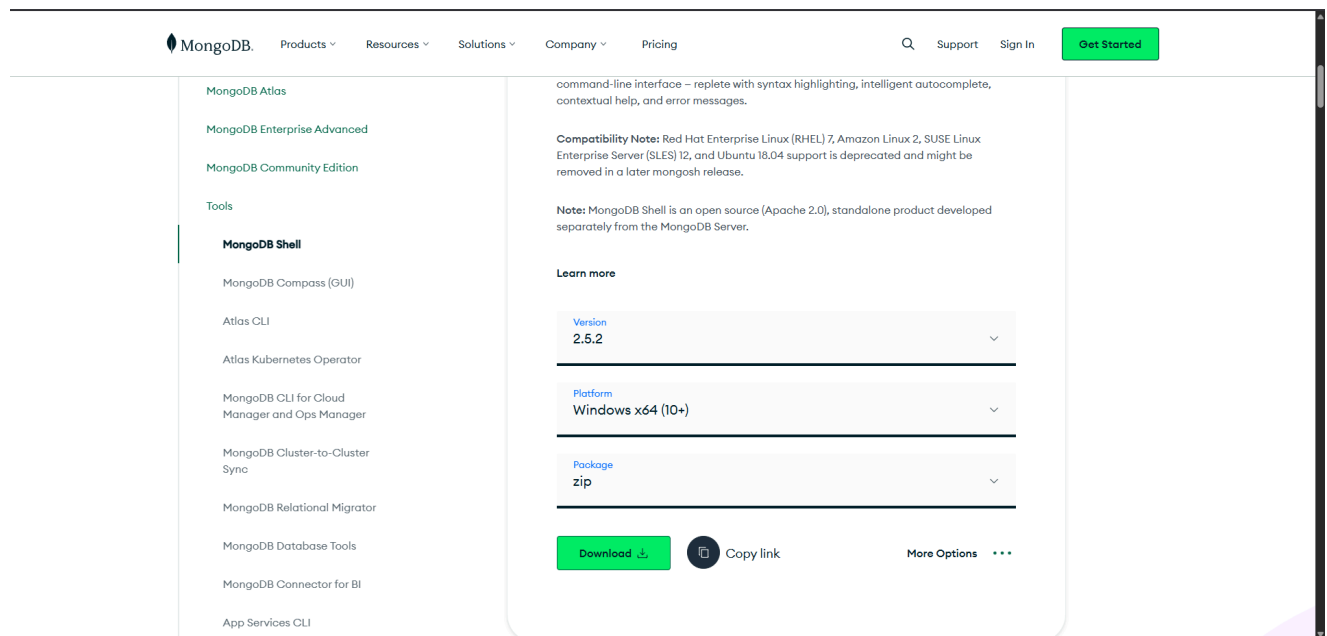 MongoDB.
Products
Resources
Solutions
Company
Pricing
Support
Sign In
Get Started
MongoDB Atlas
MongoDB Enterprise Advanced
MongoDB Community Edition
Tools
MongoDB Shell
MongoDB Compass (GUI)
Atlas CLI
Atlas Kubernetes Operator
MongoDB CLI for Cloud
Manager and Ops Manager
MongoDB Cluster-to-Cluster
Sync
MongoDB Relational Migrator
MongoDB Database Tools
MongoDB Connector for BI
App Services CLI
command-line interface – replete with syntax highlighting, intelligent autocomplete,
contextual help, and error messages.
Compatibility Note: Red Hat Enterprise Linux (RHEL) 7, Amazon Linux 2, SUSE Linux
Enterprise Server (SLES) 12, and Ubuntu 18.04 support is deprecated and might be
removed in a later mongosh release.
Note: MongoDB Shell is an open source (Apache 2.0), standalone product developed
separately from the MongoDB Server.
Learn more
Version
2.5.2
Platform
Windows x64 (10+)
Package
zip
Download
Copy link
More Options